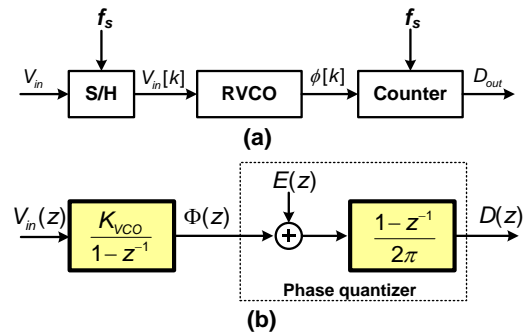 f_s f_s
V_in S/H V_in[k] RVCO ϕ[k] Counter D_out
(a)
E(z)
V_in(z) K_VCO / 1− z⁻¹ Φ(z) + 1− z⁻¹ / 2π D(z)
Phase quantizer
(b)